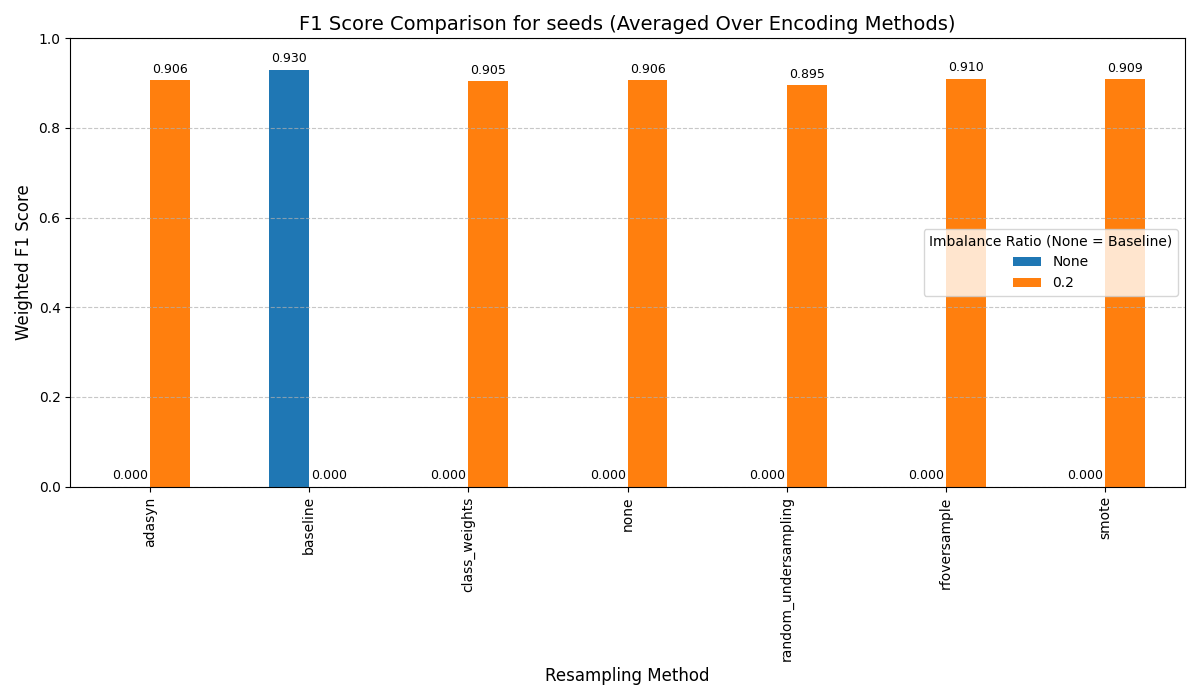 F1 Score Comparison for seeds (Averaged Over Encoding Methods)
Weighted F1 Score
1.0
0.8
0.6
0.4
0.2
0.0
0.000 0.906
0.930 0.000
0.000 0.905
0.000 0.906
0.000 0.895
0.000 0.910
0.000 0.909
Imbalance Ratio (None = Baseline)
None
0.2
adasyn
baseline
class_weights
none
random_undersampling
rfoversample
smote
Resampling Method